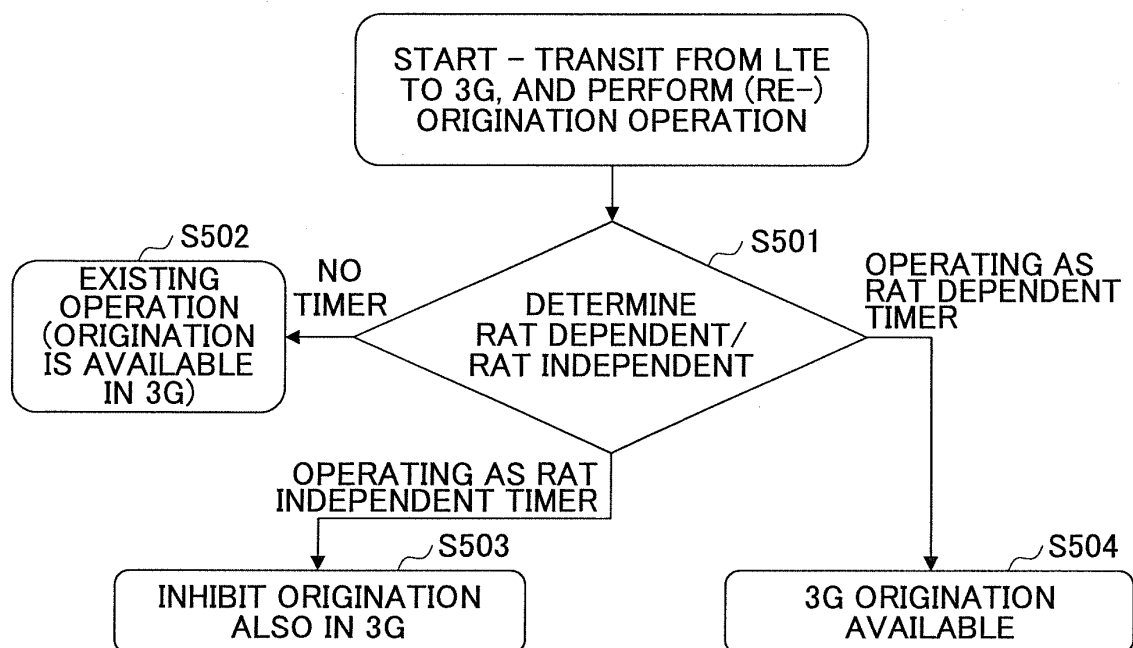 START – TRANSIT FROM LTE
TO 3G, AND PERFORM (RE-)
ORIGINATION OPERATION
S502
S501
EXISTING
OPERATION
(ORIGINATION
IS AVAILABLE
IN 3G)
NO
TIMER
DETERMINE
RAT DEPENDENT/
RAT INDEPENDENT
OPERATING AS
RAT DEPENDENT
TIMER
OPERATING AS RAT
INDEPENDENT TIMER
S503
INHIBIT ORIGINATION
ALSO IN 3G
S504
3G ORIGINATION
AVAILABLE